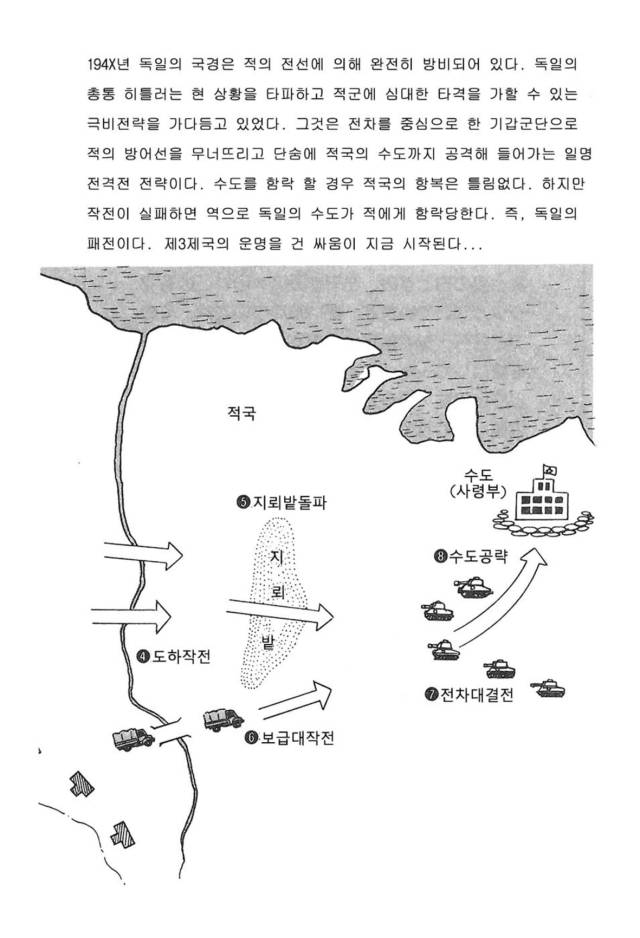 194X년 독일의 국경은 적의 전선에 의해 완전히 방비되어 있다. 독일의
총통 히틀러는 현 상황을 타파하고 적군에 심대한 타격을 가할 수 있는
극비전략을 가다듬고 있었다. 그것은 전차를 중심으로 한 기갑군단으로
적의 방어선을 무너뜨리고 단숨에 적국의 수도까지 공격해 들어가는 일명
전격전 전략이다. 수도를 함락 할 경우 적국의 항복은 틀림없다. 하지만
작전이 실패하면 역으로 독일의 수도가 적에게 함락당한다. 즉, 독일의
패전이다. 제3제국의 운명을 건 싸움이 지금 시작된다...
적국
수도
(사령부)
❺지뢰밭돌파
지
뢰
밭
❽수도공략
❹도하작전
❼전차대결전
❻보급대작전